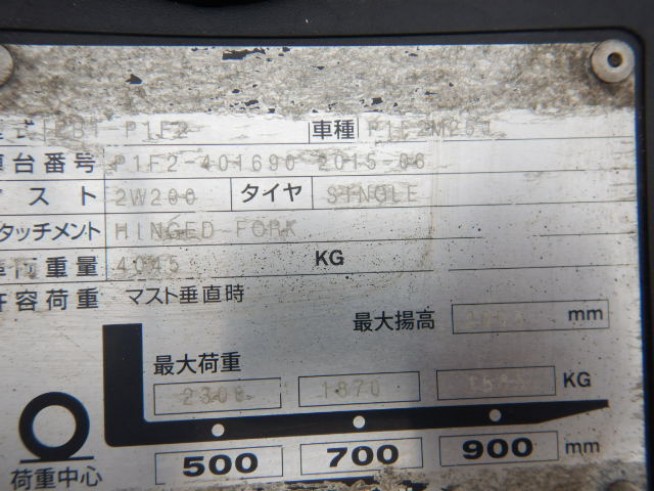 式 P1F2 車種
車台番号 P1F2-401690 2015-06
スト 2W200 タイヤ SINGLE
タッチメント HINGED-FORK
車両重量 4045 KG
許容荷重 マスト垂直時
最大揚高 mm
最大荷重
2300 1870 KG
500 700 900 mm
荷重中心